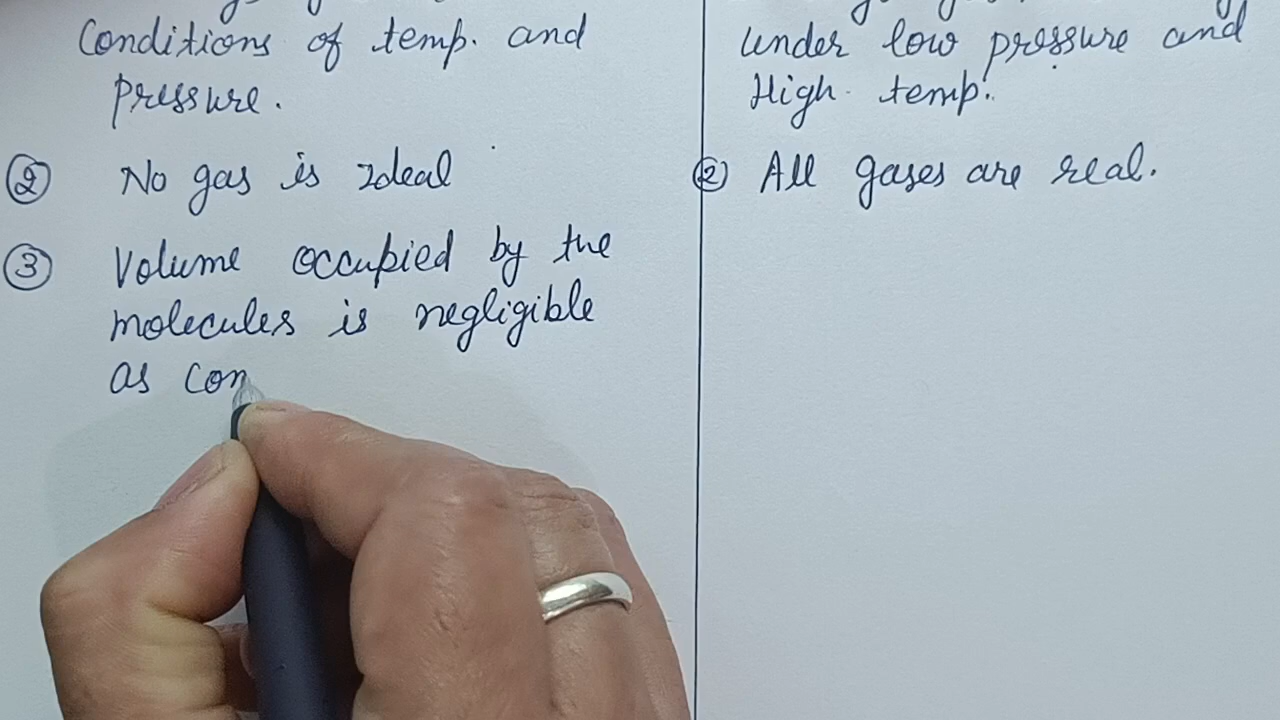 Conditions of temp. and
Pressure.
② No gas is Ideal
③ Volume occupied by the
molecules is negligible
as com
under low pressure and
High temp.
② All gases are real.